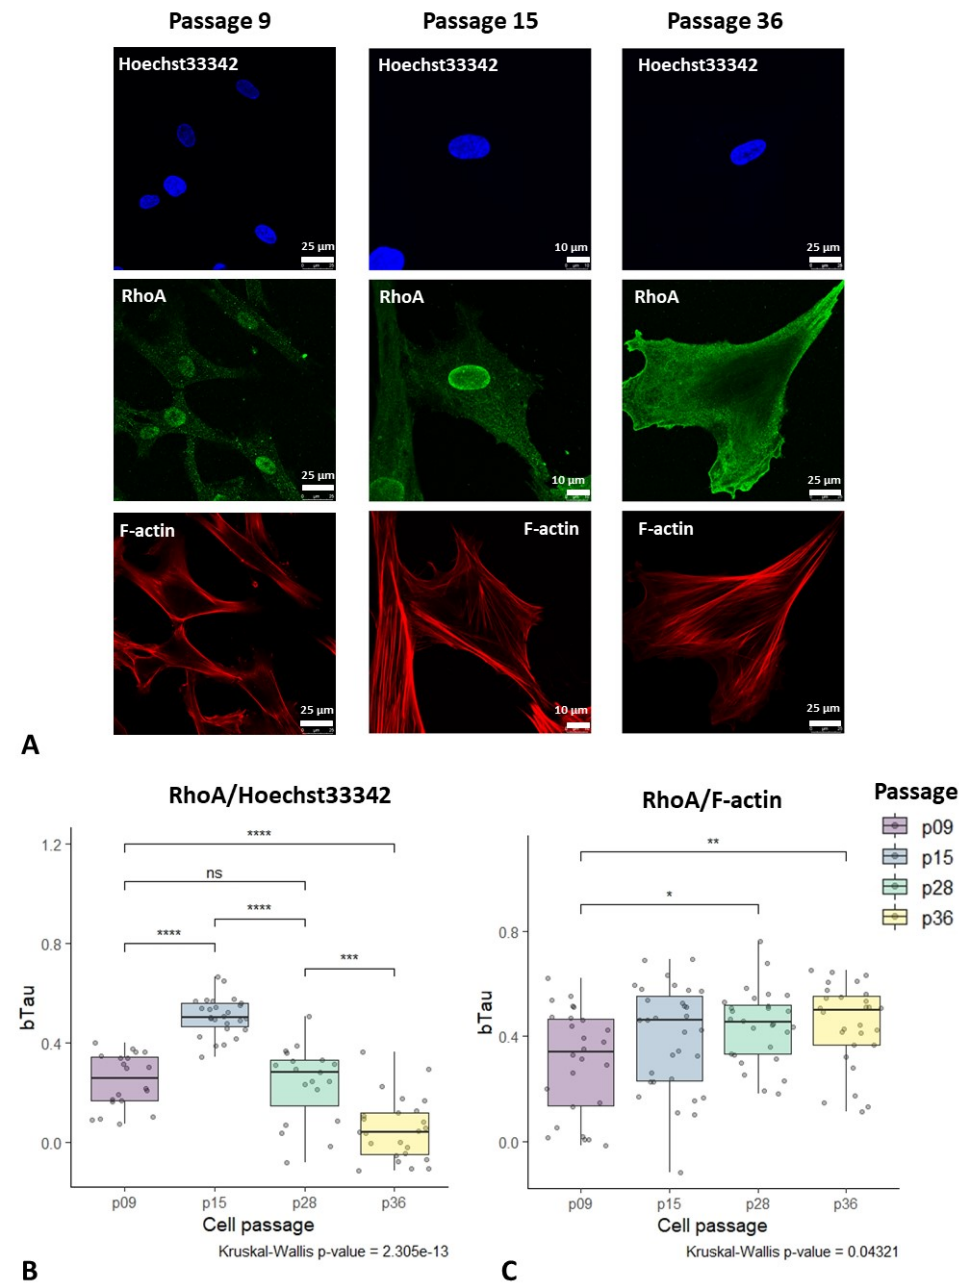 Passage 9
Passage 15
Passage 36
Hoechst33342
Hoechst33342
Hoechst33342
25 µm
10 µm
25 µm
RhoA
RhoA
RhoA
25 µm
10 µm
25 µm
F-actin
F-actin
F-actin
25 µm
10 µm
25 µm
A
RhoA/Hoechst33342
1.2
0.8
0.4
0.0
bTau
****
ns
****
****
***
p09
p15
p28
p36
Cell passage
Kruskal-Wallis p-value = 2.305e-13
B
RhoA/F-actin
0.8
0.4
0.0
bTau
**
*
p09
p15
p28
p36
Cell passage
Kruskal-Wallis p-value = 0.04321
C
Passage
p09
p15
p28
p36